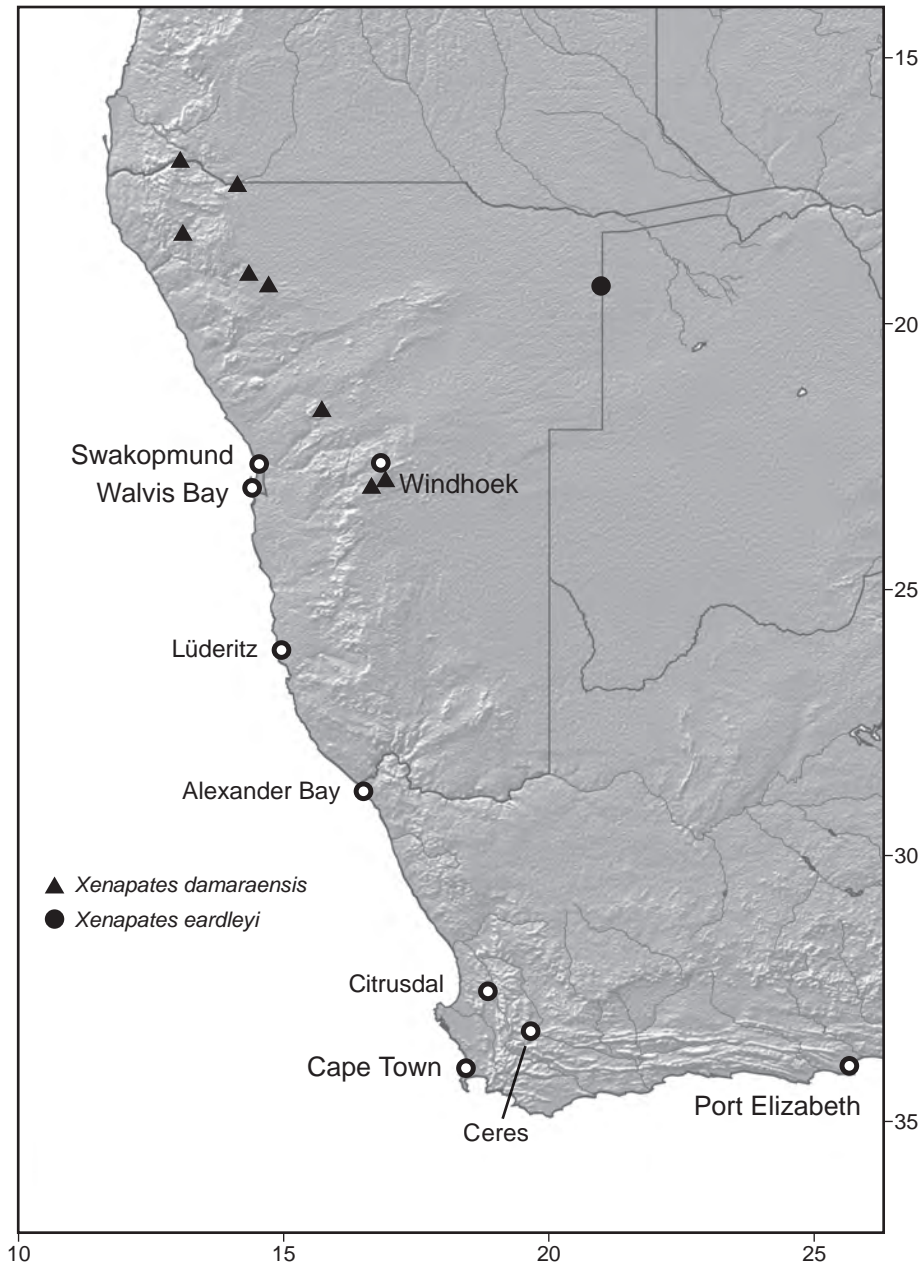 15
20
Swakopmund
Walvis Bay
Windhoek
25
Lüderitz
Alexander Bay
30
Xenapates damaraensis
Xenapates eardleyi
Citrusdal
Cape Town
Port Elizabeth
35
Ceres
10 15 20 25